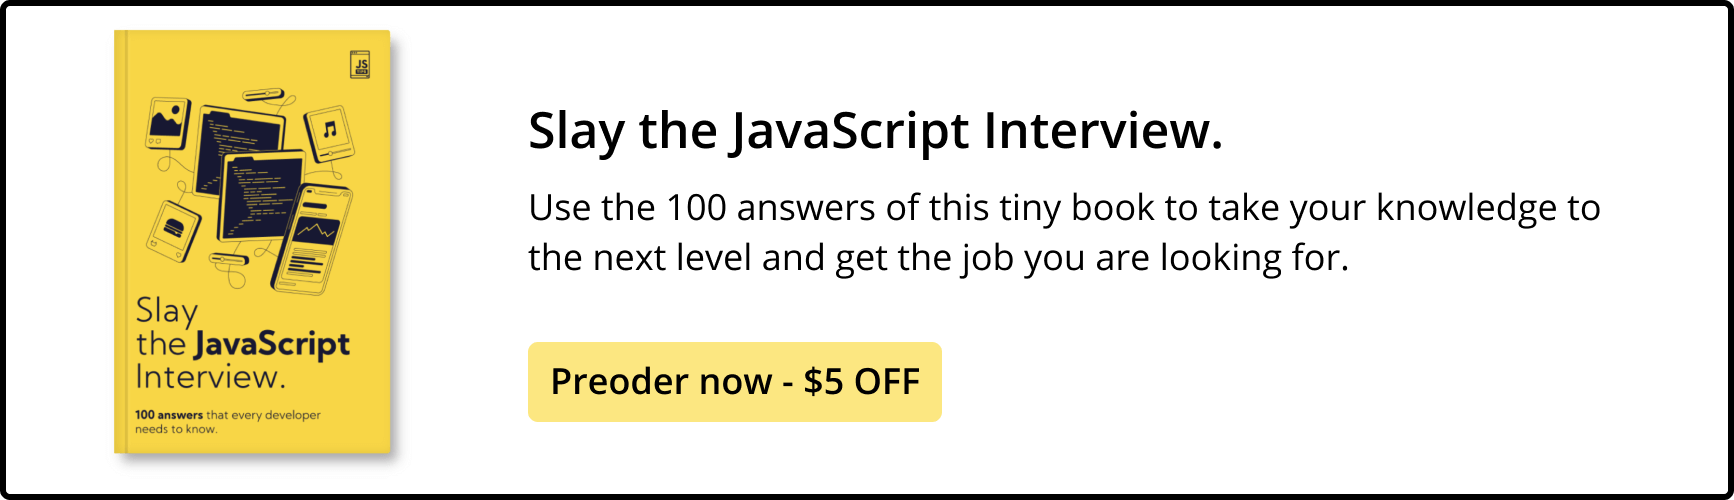 JS
TIPS
Slay
the JavaScript
Interview.
100 answers that every developer
needs to know.
Slay the JavaScript Interview.
Use the 100 answers of this tiny book to take your knowledge to
the next level and get the job you are looking for.
Preoder now - $5 OFF